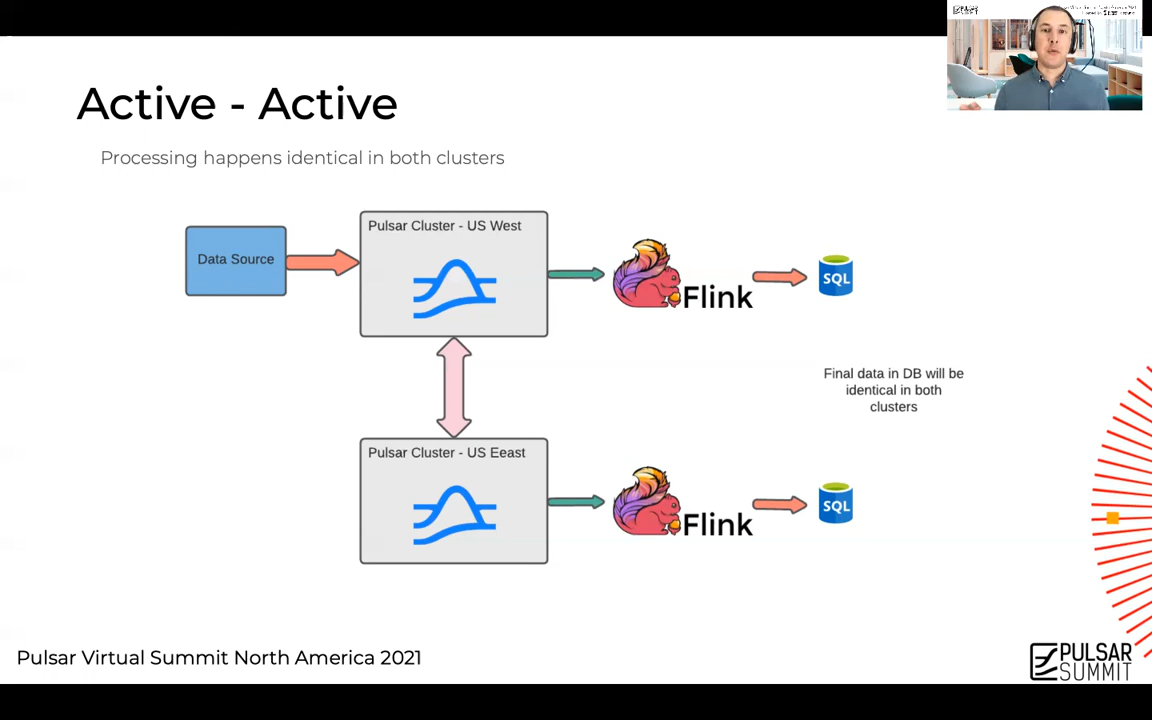 Active - Active
Processing happens identical in both clusters
Pulsar Cluster - US West
Data Source
Flink
SQL
Final data in DB will be
identical in both
clusters
Pulsar Cluster - US Eeast
Flink
SQL
Pulsar Virtual Summit North America 2021
PULSAR
SUMMIT